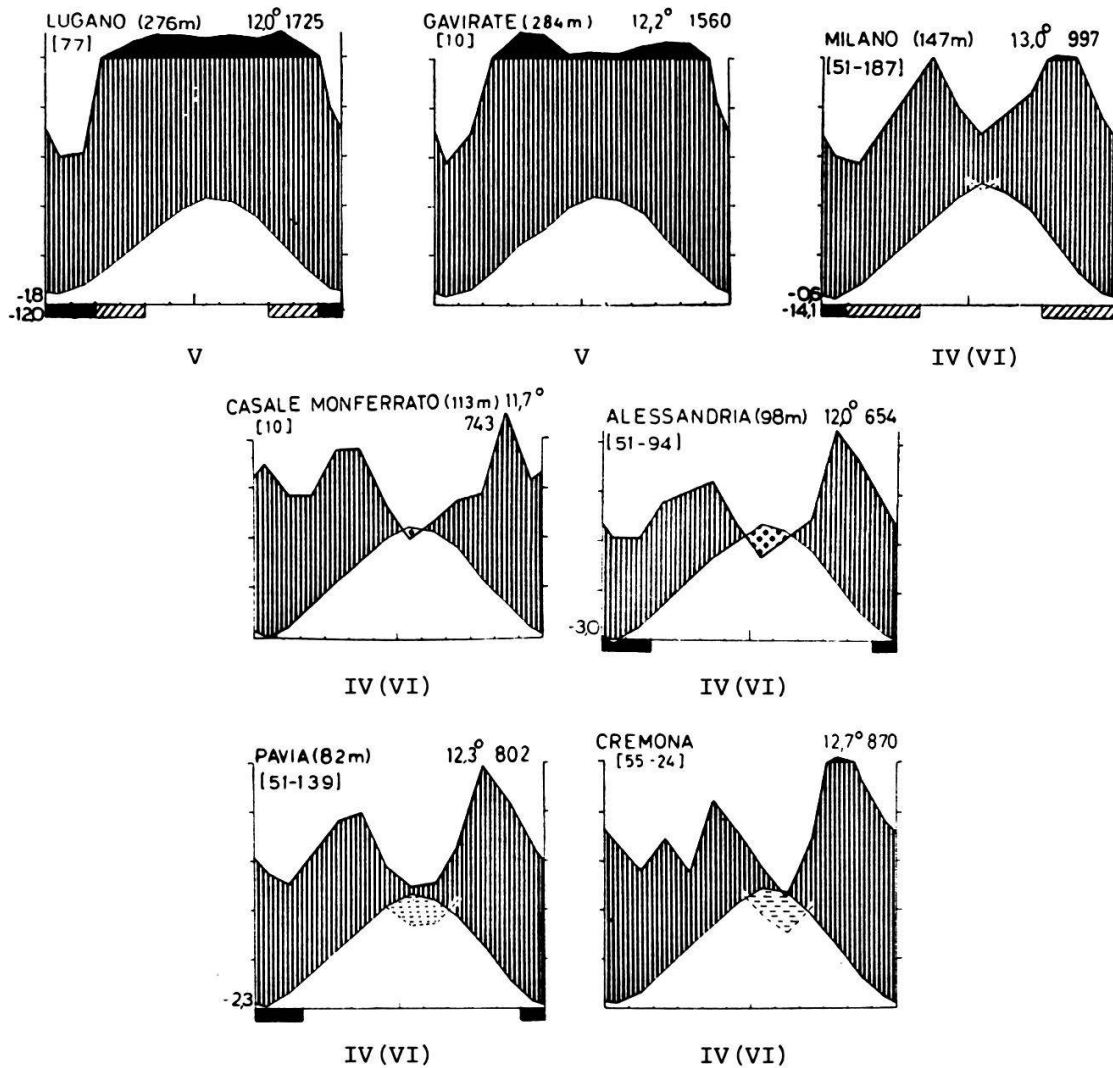 LUGANO (276m) 12,0° 1725
[77]
-1.8
-12.0
V
GAVIRATE (284m) 12,2° 1560
[10]
V
MILANO (147m) 13,0° 997
[51-187]
-0,6
-14,1
IV(VI)
CASALE MONFERRATO (113m) 11,7°
[10] 743
IV(VI)
ALESSANDRIA (98m) 12,0° 654
[51-94]
-3,0
IV(VI)
PAVIA (82m) 12,3° 802
[51-139]
-2,3
IV(VI)
CREMONA 12,7° 870
[55-24]
IV(VI)